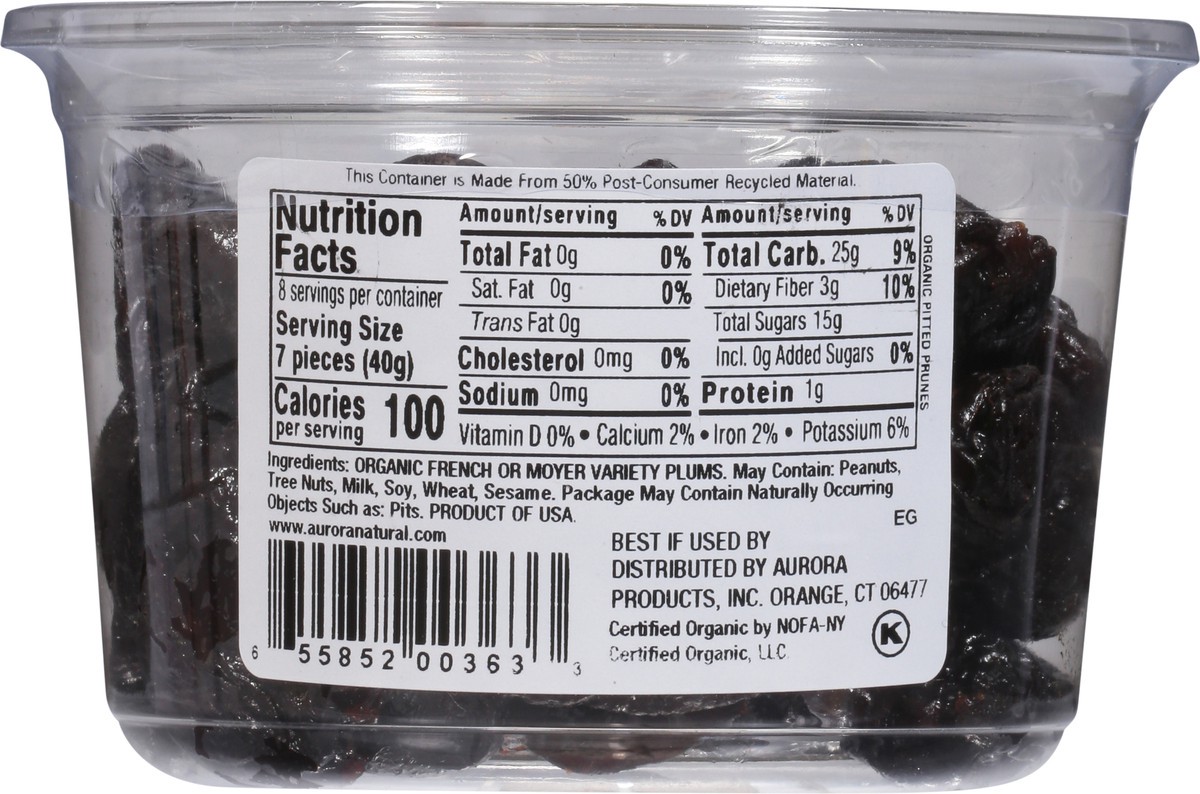 This Container is Made From 50% Post-Consumer Recycled Material.
Nutrition
Facts
8 servings per container
Serving Size
7 pieces (40g)
Calories
per serving
100
Amount/serving % DV
Total Fat 0g 0%
Sat. Fat 0g 0%
Trans Fat 0g
Cholesterol 0mg 0%
Sodium 0mg 0%
Amount/serving % DV
Total Carb. 25g 9%
Dietary Fiber 3g 10%
Total Sugars 15g
Incl. 0g Added Sugars 0%
Protein 1g
Vitamin D 0% • Calcium 2% • Iron 2% • Potassium 6%
ORGANIC PITTED PRUNES
Ingredients: ORGANIC FRENCH OR MOYER VARIETY PLUMS. May Contain: Peanuts,
Tree Nuts, Milk, Soy, Wheat, Sesame. Package May Contain Naturally Occurring
Objects Such as: Pits. PRODUCT OF USA.
EG
www.auroranatural.com
6 55852 00363 3
BEST IF USED BY
DISTRIBUTED BY AURORA
PRODUCTS, INC. ORANGE, CT 06477
Certified Organic by NOFA-NY
Certified Organic, LLC.
K